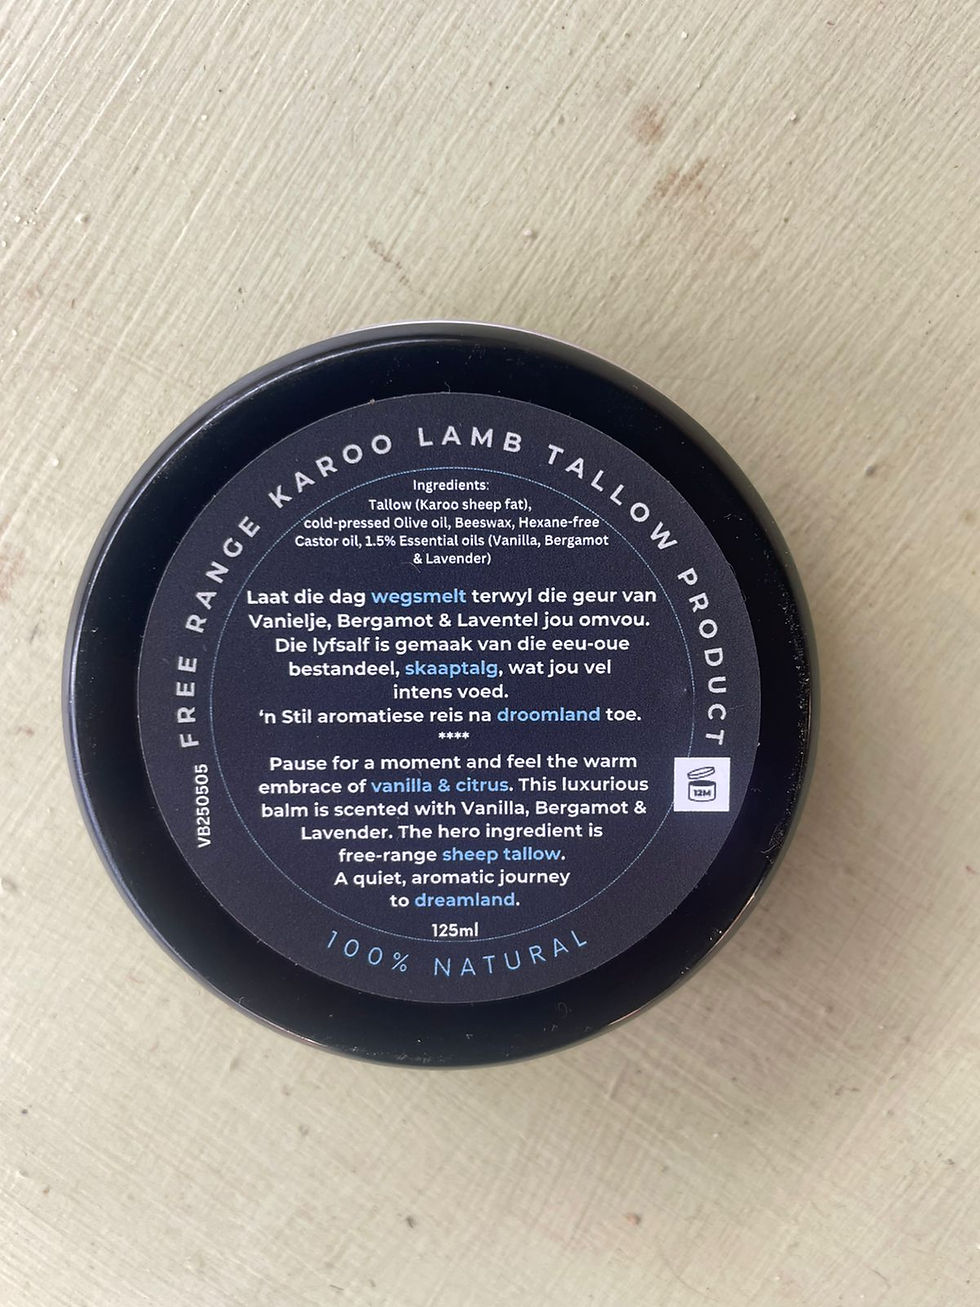 FREE RANGE KAROO LAMB TALLOW PRODUCT
Ingredients:
Tallow (Karoo sheep fat),
cold-pressed Olive oil, Beeswax, Hexane-free
Castor oil, 1.5% Essential oils (Vanilla, Bergamot
& Lavender)
Laat die dag wegsmelt terwyl die geur van
Vanielje, Bergamot & Laventel jou omvou.
Die lyfsalf is gemaak van die eeu-oue
bestandeel, skaaptalg, wat jou vel
intens voed.
‘n Stil aromatiese reis na droomland toe.
****
Pause for a moment and feel the warm
embrace of vanilla & citrus. This luxurious
balm is scented with Vanilla, Bergamot &
Lavender. The hero ingredient is
free-range sheep tallow.
A quiet, aromatic journey
to dreamland.
125ml
100% NATURAL
VB250505
12M